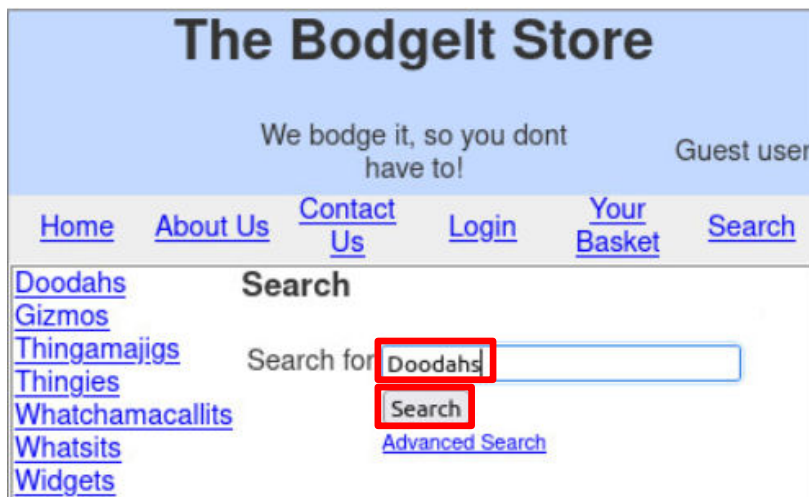 The BodgeIt Store
We bodge it, so you dont
have to!
Guest user
Home About Us Contact Us Login Your Basket Search
Doodahs
Gizmos
Thingamajigs
Thingies
Whatchamacallits
Whatsits
Widgets
Search
Search for Doodahs
Search
Advanced Search